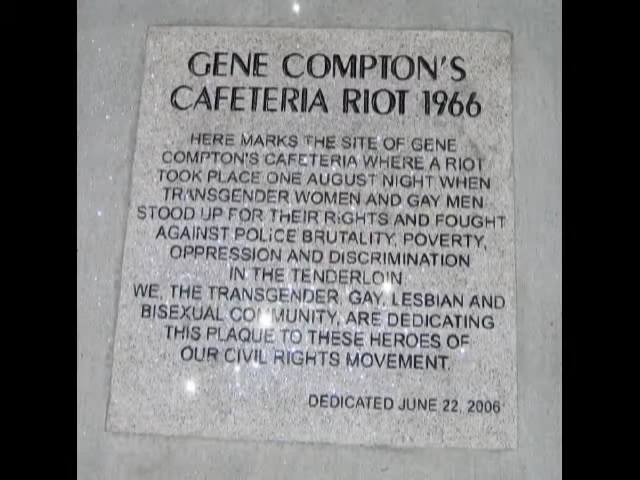 GENE COMPTON'S
CAFETERIA RIOT 1966
HERE MARKS THE SITE OF GENE
COMPTON'S CAFETERIA WHERE A RIOT
TOOK PLACE ONE AUGUST NIGHT WHEN
TRANSGENDER WOMEN AND GAY MEN
STOOD UP FOR THEIR RIGHTS AND FOUGHT
AGAINST POLICE BRUTALITY, POVERTY,
OPPRESSION AND DISCRIMINATION
IN THE TENDERLOIN.
WE, THE TRANSGENDER, GAY, LESBIAN AND
BISEXUAL COMMUNITY, ARE DEDICATING
THIS PLAQUE TO THESE HEROES OF
OUR CIVIL RIGHTS MOVEMENT.
DEDICATED JUNE 22, 2006